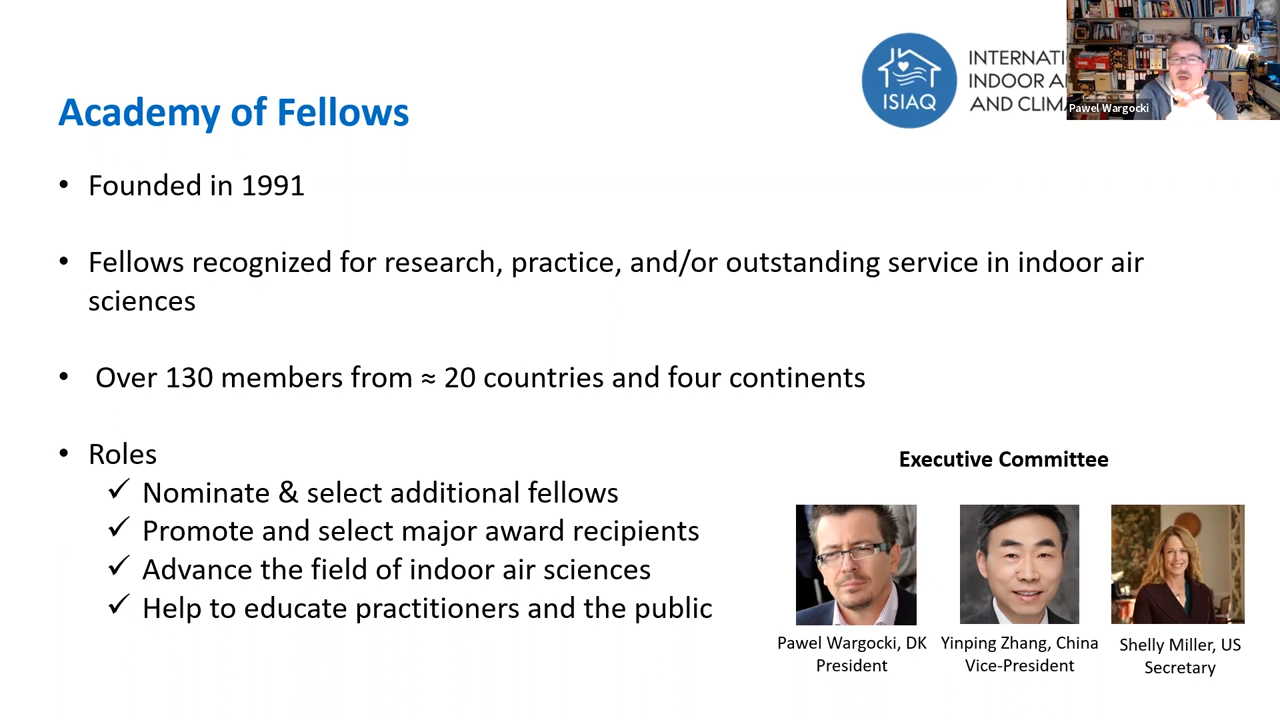 ISIAQ
INTERNATI
INDOOR A
AND CLIM
Pawel Wargocki
Academy of Fellows
• Founded in 1991
• Fellows recognized for research, practice, and/or outstanding service in indoor air
sciences
• Over 130 members from ≈ 20 countries and four continents
• Roles
✓ Nominate & select additional fellows
✓ Promote and select major award recipients
✓ Advance the field of indoor air sciences
✓ Help to educate practitioners and the public
Executive Committee
Pawel Wargocki, DK
President
Yinping Zhang, China
Vice-President
Shelly Miller, US
Secretary